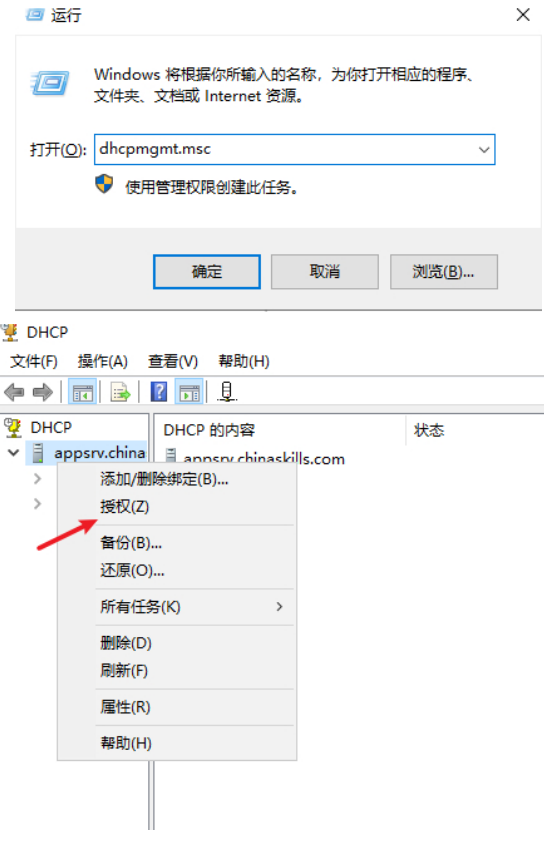 运行
Windows 将根据你所输入的名称，为你打开相应的程序、
文件夹、文档或 Internet 资源。
打开(O): dhcpmgmt.msc
使用管理权限创建此任务。
确定 取消 浏览(B)...
DHCP
文件(F) 操作(A) 查看(V) 帮助(H)
DHCP
appsrv.china
DHCP 的内容 状态
appsrv.chinaskills.com
添加/删除绑定(B)...
授权(Z)
备份(B)...
还原(O)...
所有任务(K)
删除(D)
刷新(F)
属性(R)
帮助(H)